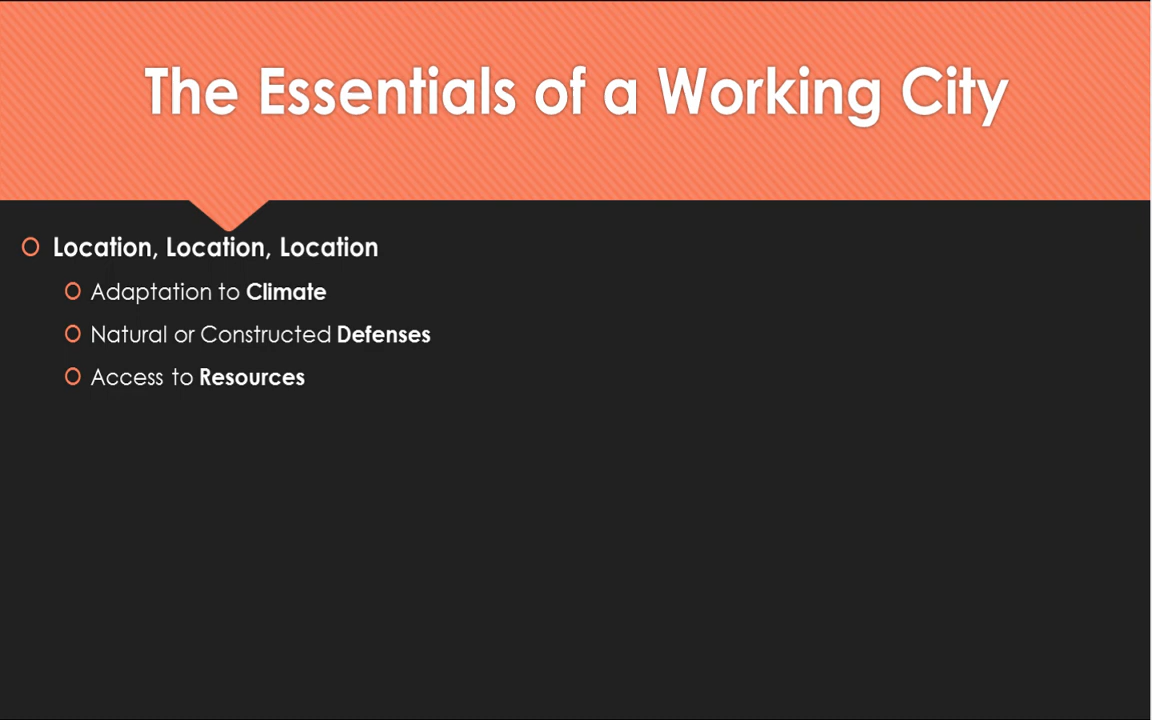 The Essentials of a Working City
Location, Location, Location
Adaptation to Climate
Natural or Constructed Defenses
Access to Resources